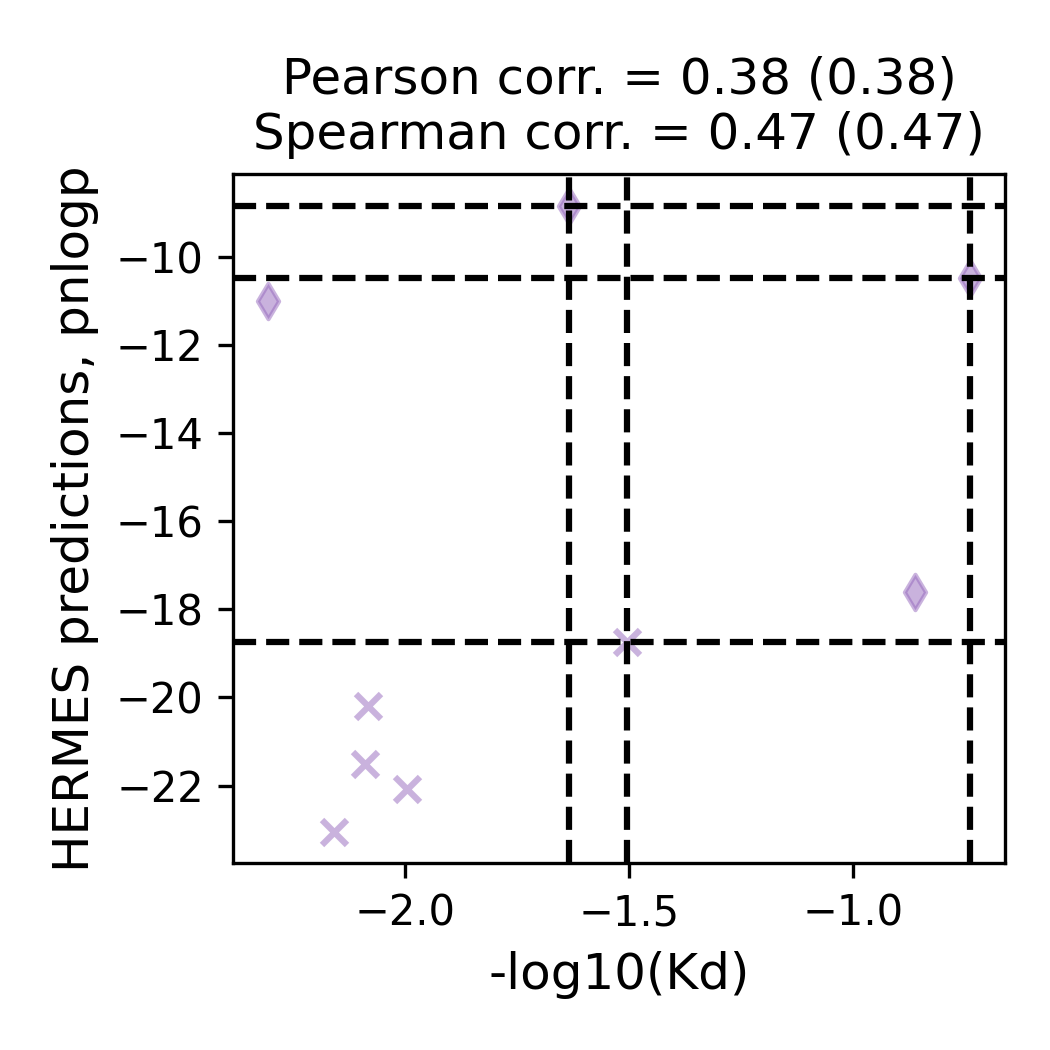 Pearson corr. = 0.38 (0.38)
Spearman corr. = 0.47 (0.47)
HERMES predictions, pnlogp
−10
−12
−14
−16
−18
−20
−22
−2.0
−1.5
−1.0
-log10(Kd)